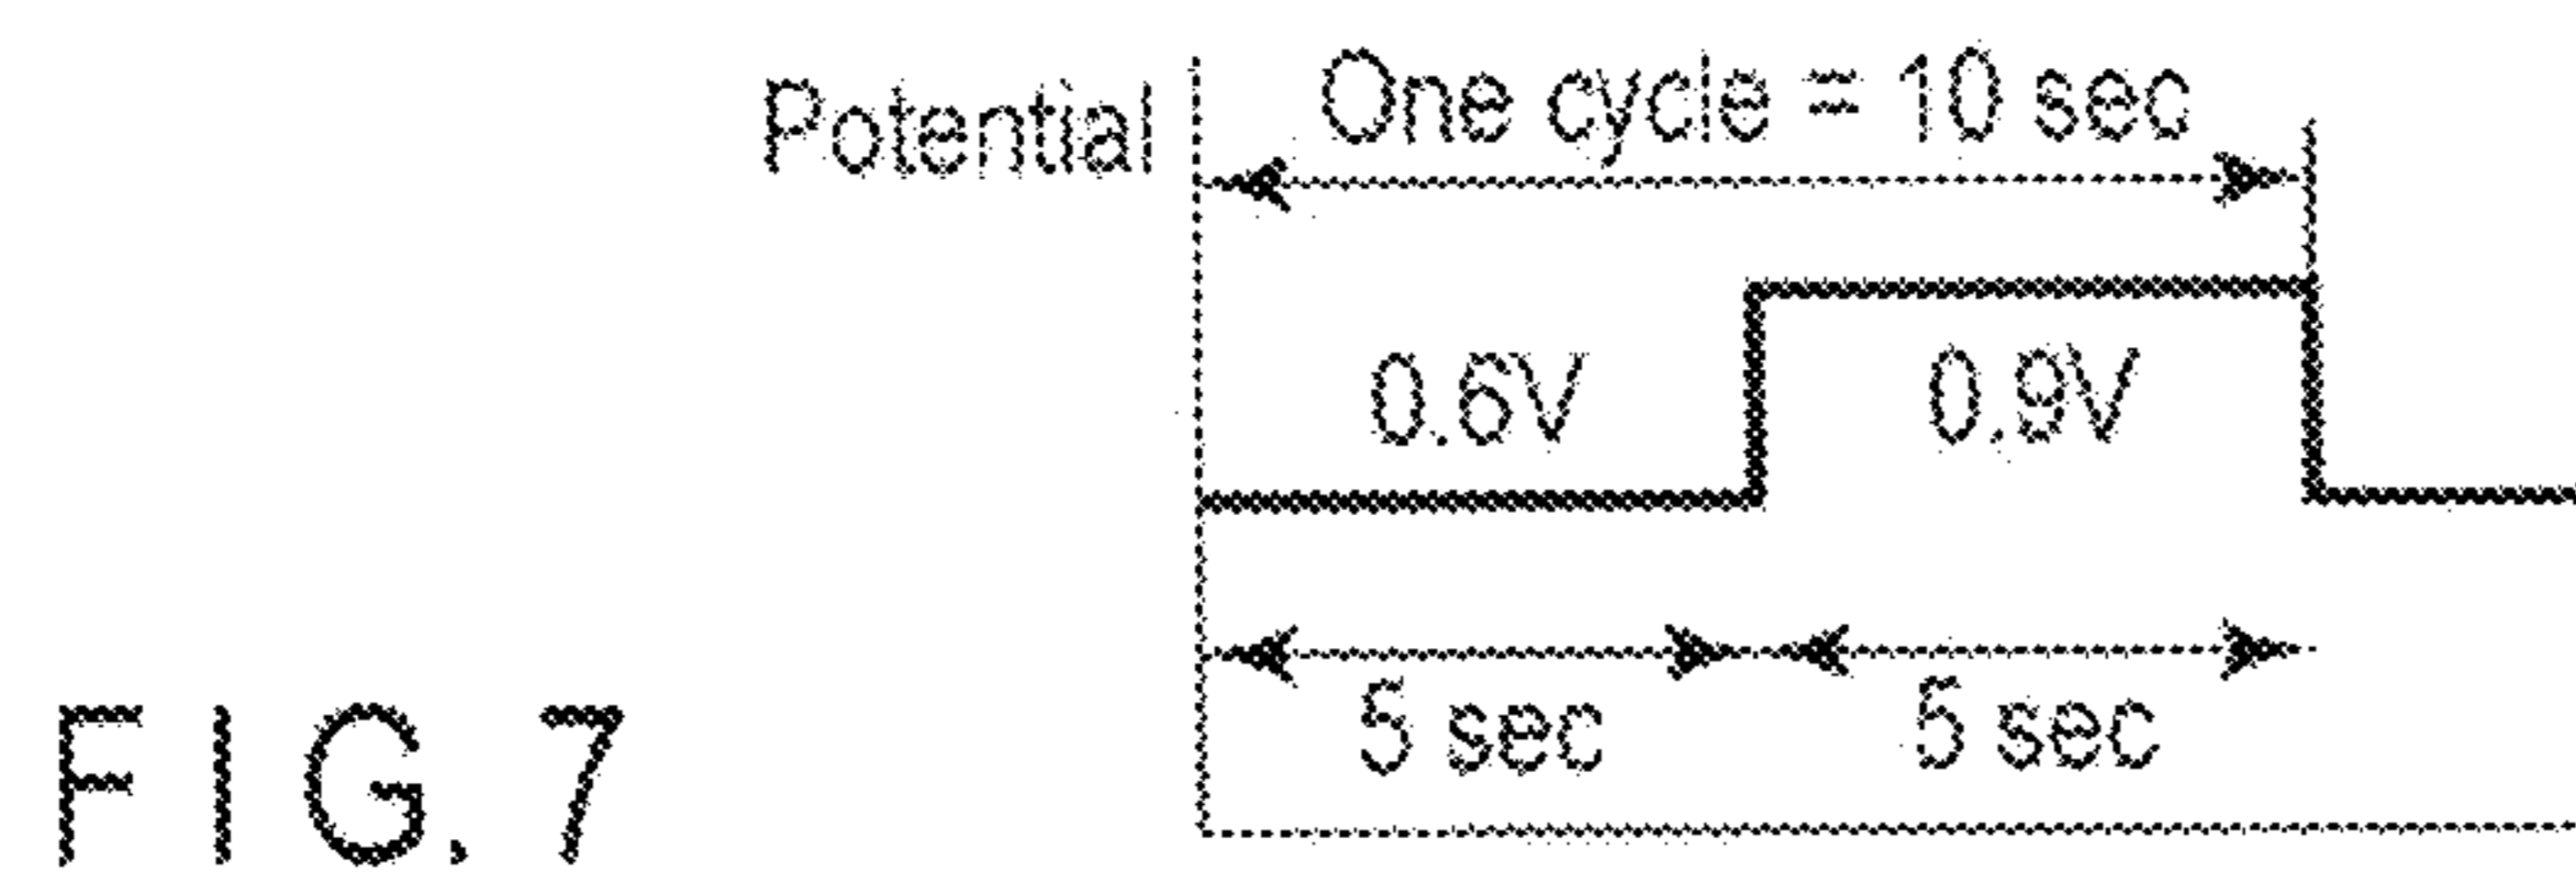 Potential
One cycle = 10 sec
0.6V
0.9V
5 sec
5 sec
FIG. 7